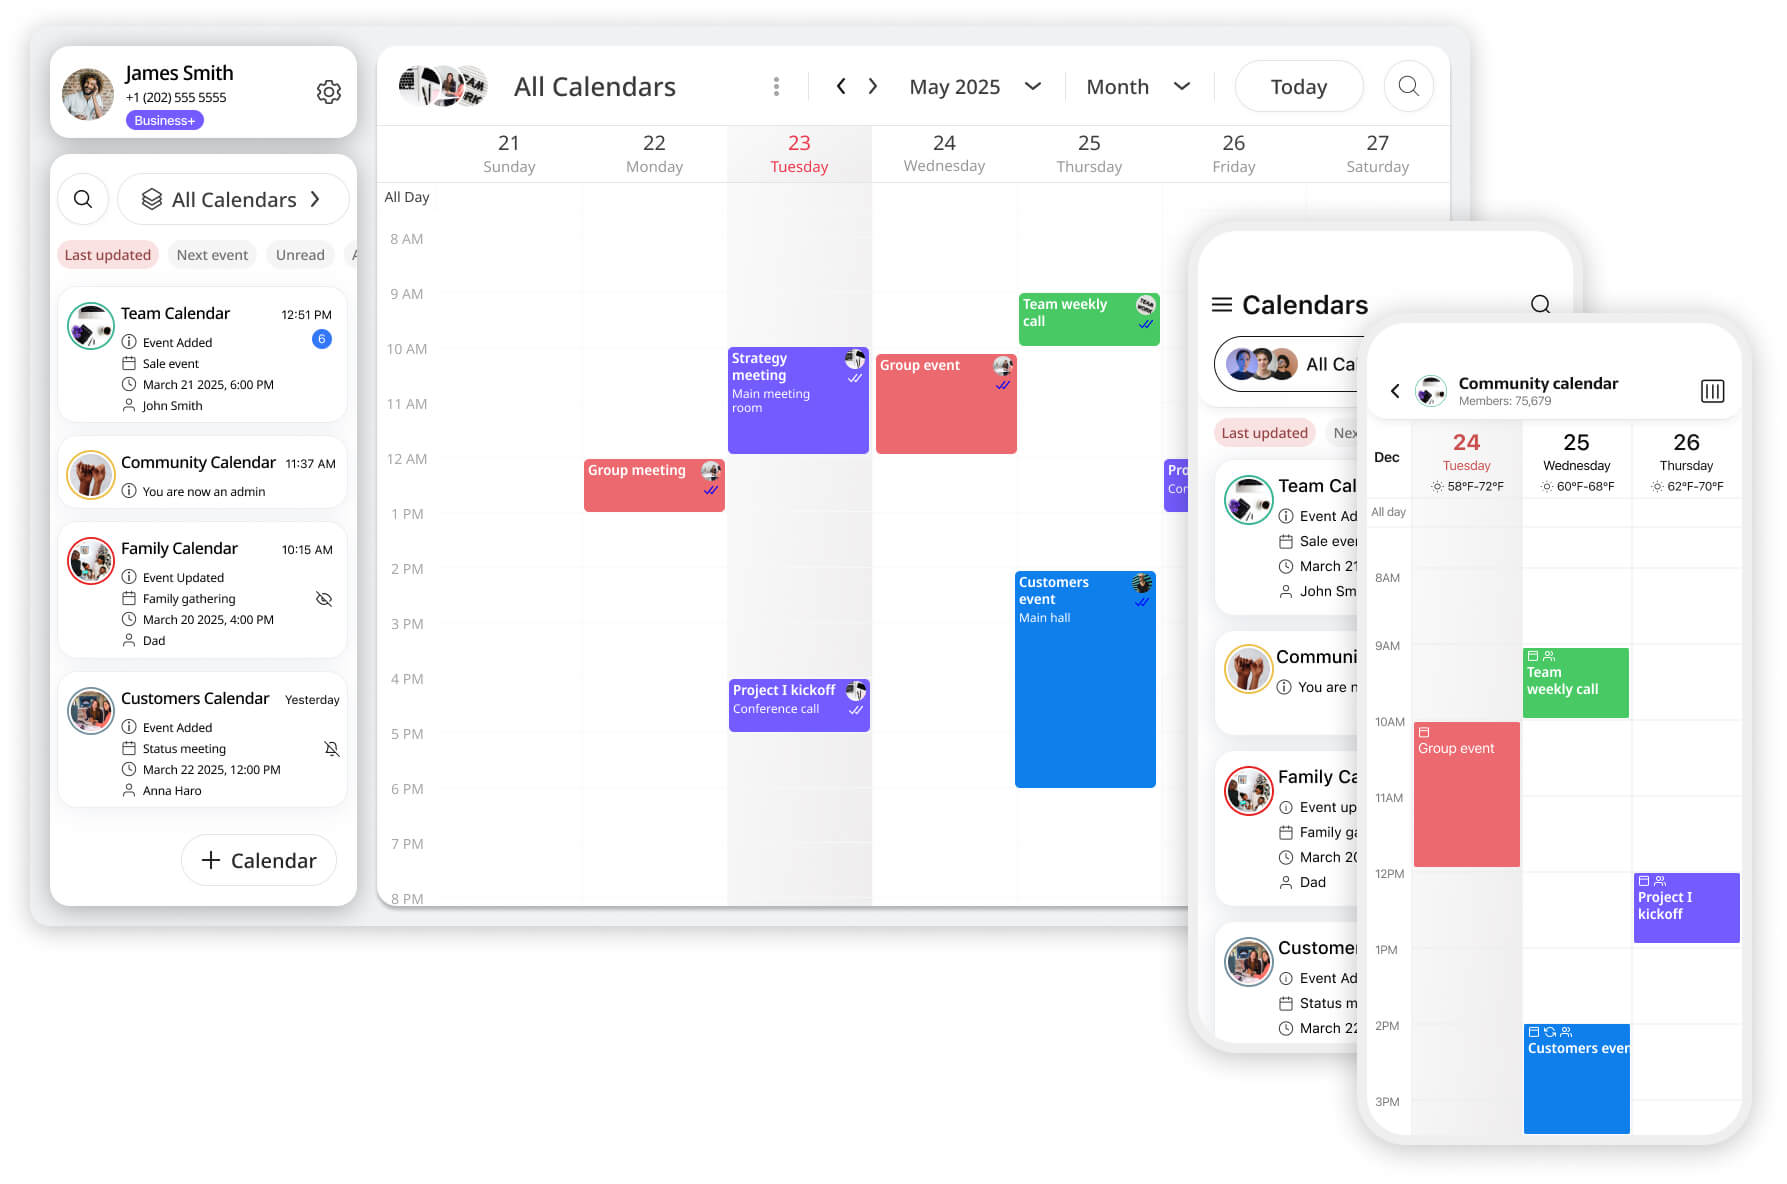 James Smith
+1 (202) 555 5555
Business+
All Calendars
Last updated
Next event
Unread
Team Calendar
12:51 PM
Event Added
6
Sale event
March 21 2025, 6:00 PM
John Smith
Community Calendar
11:37 AM
You are now an admin
Family Calendar
10:15 AM
Event Updated
Family gathering
March 20 2025, 4:00 PM
Dad
Customers Calendar
Yesterday
Event Added
Status meeting
March 22 2025, 12:00 PM
Anna Haro
+ Calendar
All Calendars
May 2025
Month
Today
21
Sunday
22
Monday
23
Tuesday
24
Wednesday
25
Thursday
26
Friday
27
Saturday
All Day
8 AM
9 AM
10 AM
11 AM
12 AM
1 PM
2 PM
3 PM
4 PM
5 PM
6 PM
7 PM
8 PM
Group meeting
Strategy
meeting
Main meeting
room
Project I kickoff
Conference call
Group event
Team weekly
call
Customers
event
Main hall
Pro
Con
Calendars
All Cal
Last updated
Nex
Team Cal
Event Ad
Sale ever
March 21
John Sm
Communi
You are n
Family Ca
Event up
Family ga
March 20
Dad
Custome
Event Ad
Status m
March 22
Community calendar
Members: 75,679
Dec
24
Tuesday
58°F-72°F
25
Wednesday
60°F-68°F
26
Thursday
62°F-70°F
All day
8AM
9AM
10AM
11AM
12PM
1PM
2PM
3PM
Group event
Team
weekly call
Project I
kickoff
Customers ever